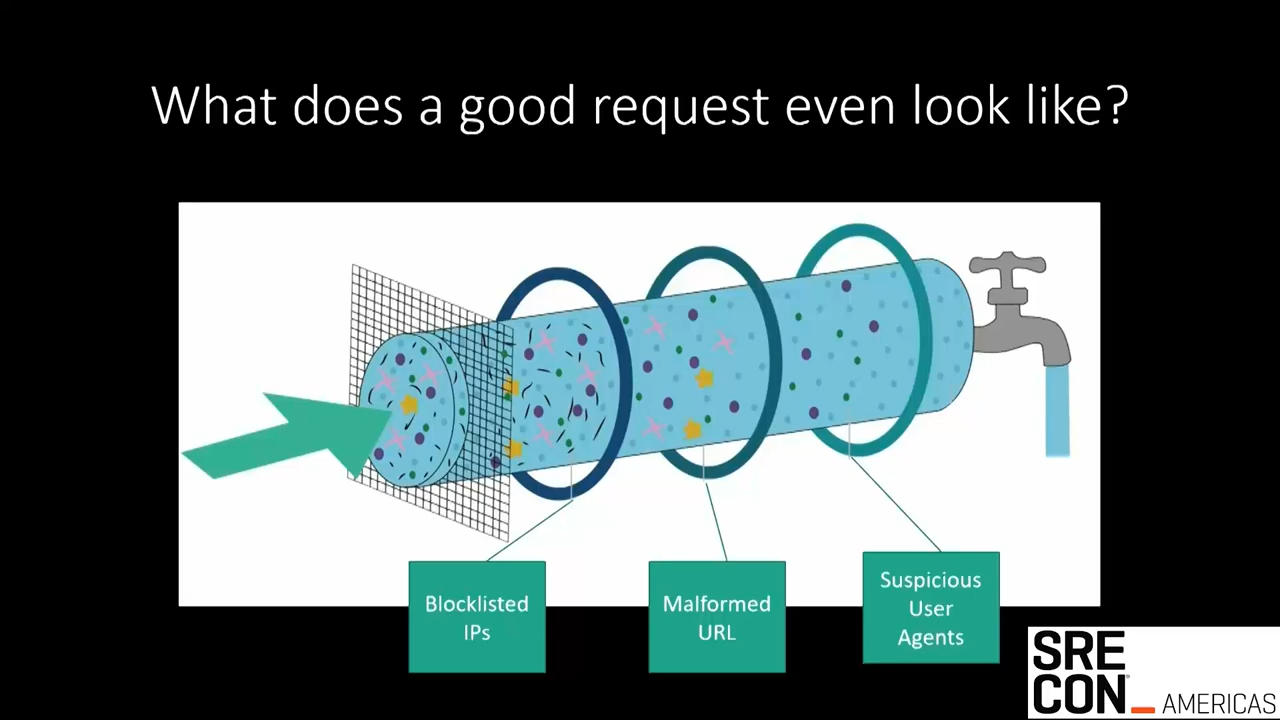 What does a good request even look like?
Blocklisted
IPs
Malformed
URL
Suspicious
User
Agents
SRE
CON
AMERICAS